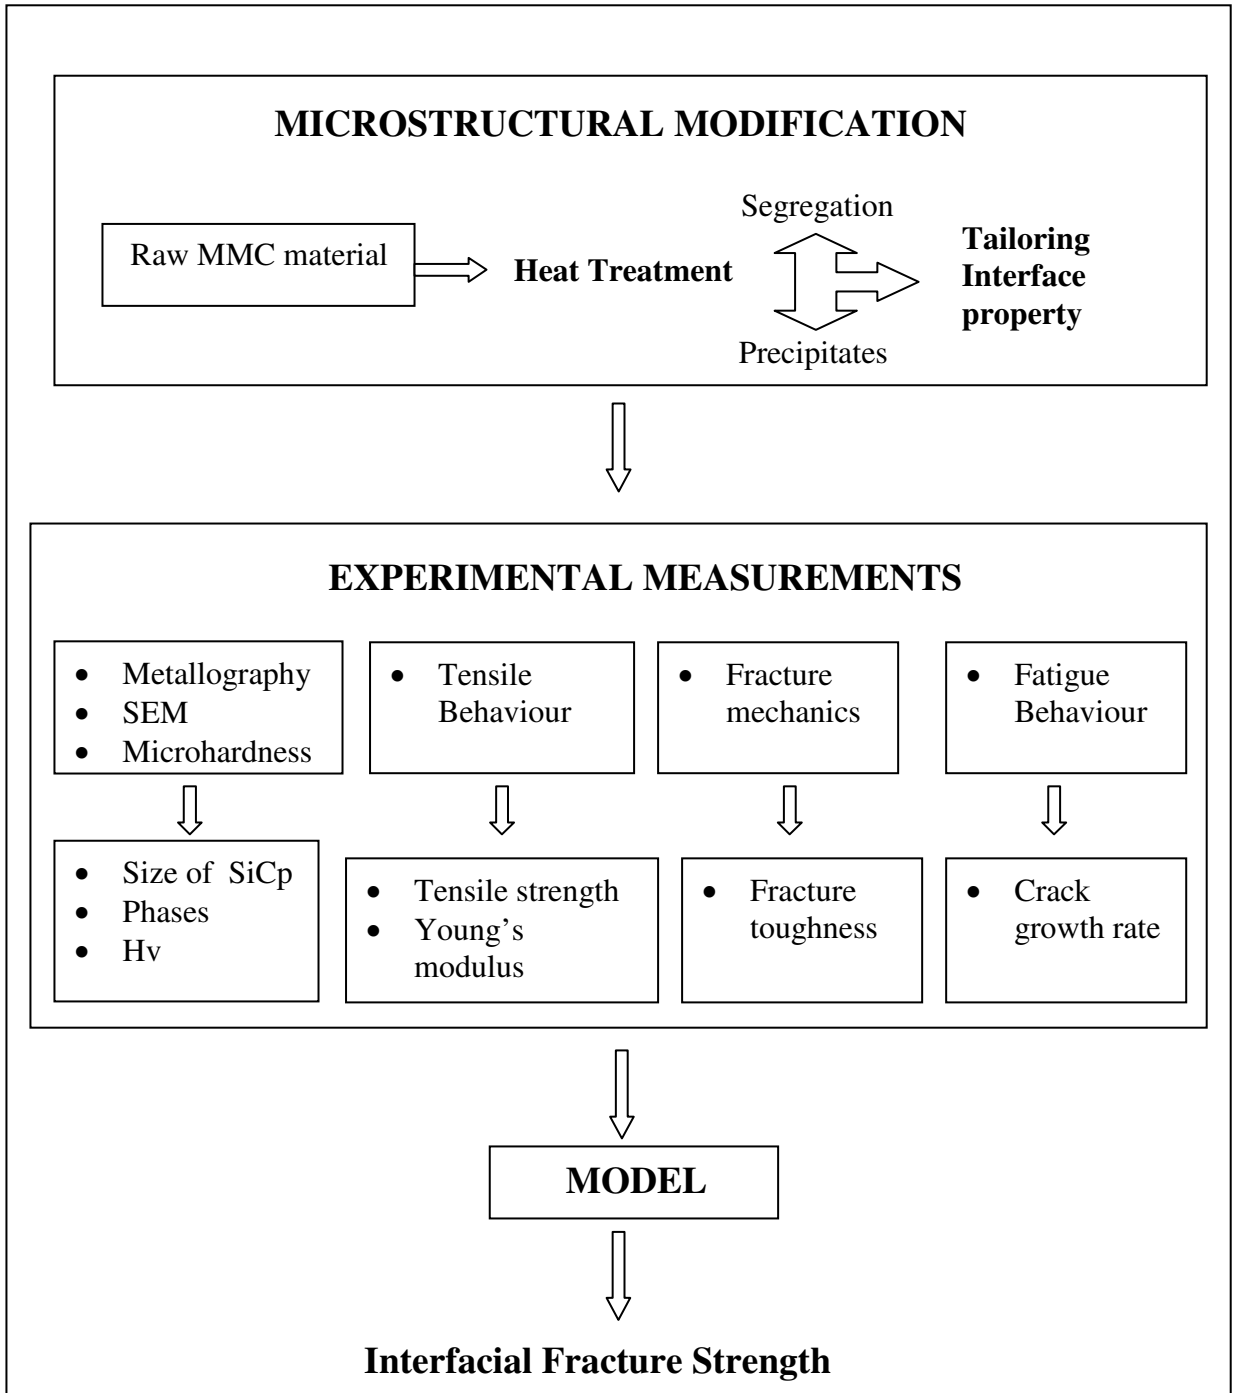 MICROSTRUCTURAL MODIFICATION
Raw MMC material
Heat Treatment
Segregation
Precipitates
Tailoring
Interface
property
EXPERIMENTAL MEASUREMENTS
• Metallography
• SEM
• Microhardness
• Tensile
Behaviour
• Fracture
mechanics
• Fatigue
Behaviour
• Size of SiCp
• Phases
• Hv
• Tensile strength
• Young’s
modulus
• Fracture
toughness
• Crack
growth rate
MODEL
Interfacial Fracture Strength